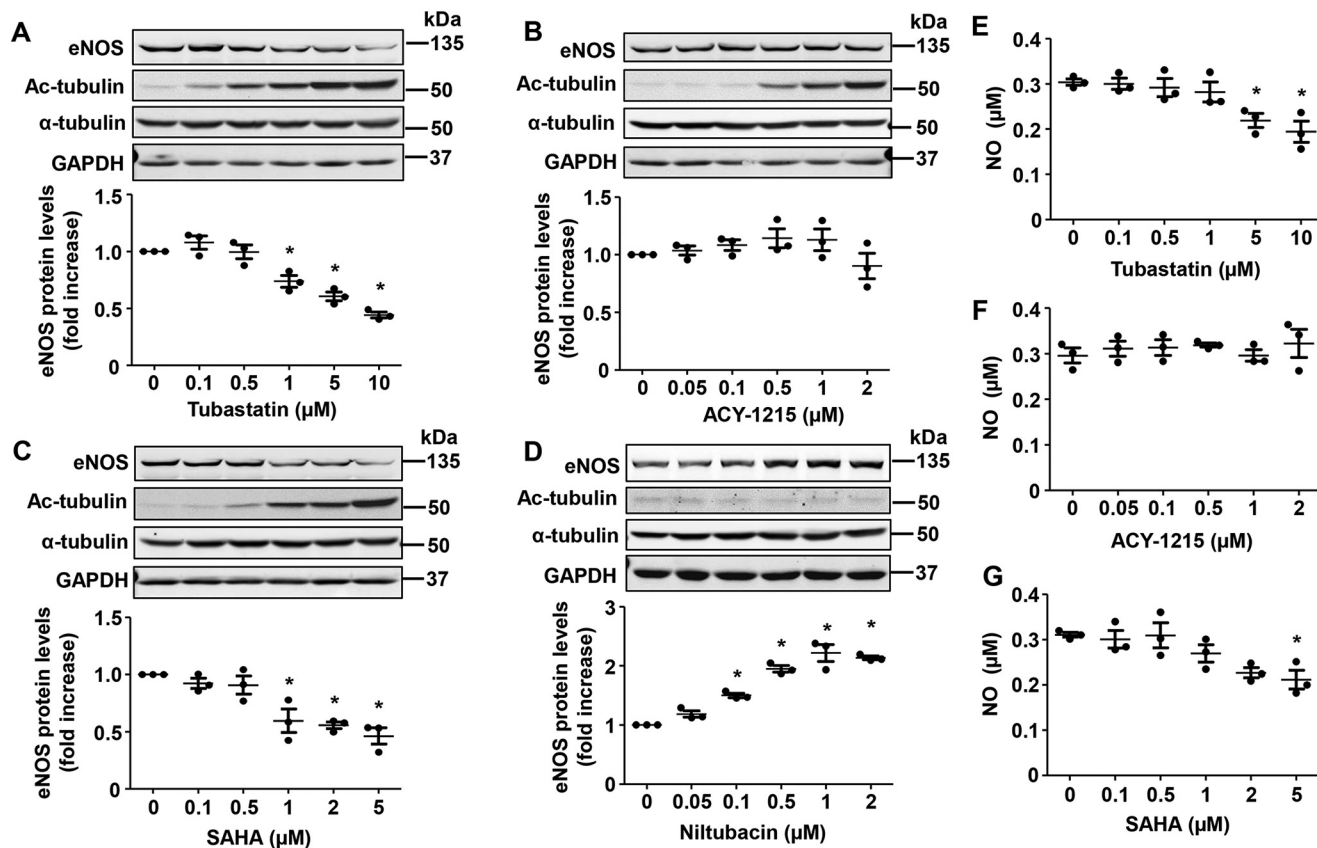 A
kDa
eNOS
135
Ac-tubulin
50
α-tubulin
50
GAPDH
37
eNOS protein levels
(fold increase)
1.5
1.0
0.5
0
* * *
0 0.1 0.5 1 5 10
Tubastatin (µM)
B
kDa
eNOS
135
Ac-tubulin
50
α-tubulin
50
GAPDH
37
eNOS protein levels
(fold increase)
1.5
1.0
0.5
0
0 0.05 0.1 0.5 1 2
ACY-1215 (µM)
C
kDa
eNOS
135
Ac-tubulin
50
α-tubulin
50
GAPDH
37
eNOS protein levels
(fold increase)
1.5
1.0
0.5
0
* * *
0 0.1 0.5 1 2 5
SAHA (µM)
D
kDa
eNOS
135
Ac-tubulin
50
α-tubulin
50
GAPDH
37
eNOS protein levels
(fold increase)
3
2
1
0
* * * *
0 0.05 0.1 0.5 1 2
Niltubacin (µM)
E
NO (µM)
0.4
0.3
0.2
0.1
0
* *
0 0.1 0.5 1 5 10
Tubastatin (µM)
F
NO (µM)
0.4
0.3
0.2
0.1
0
0 0.05 0.1 0.5 1 2
ACY-1215 (µM)
G
NO (µM)
0.4
0.3
0.2
0.1
0
*
0 0.1 0.5 1 2 5
SAHA (µM)